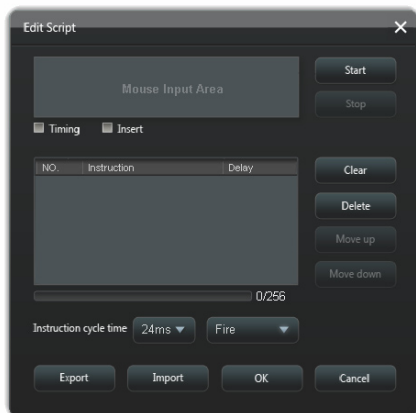 Edit Script
Mouse Input Area
Start
Stop
Timing Insert
NO. Instruction Delay
Clear
Delete
Move up
Move down
0/256
Instruction cycle time 24ms Fire
Export Import OK Cancel